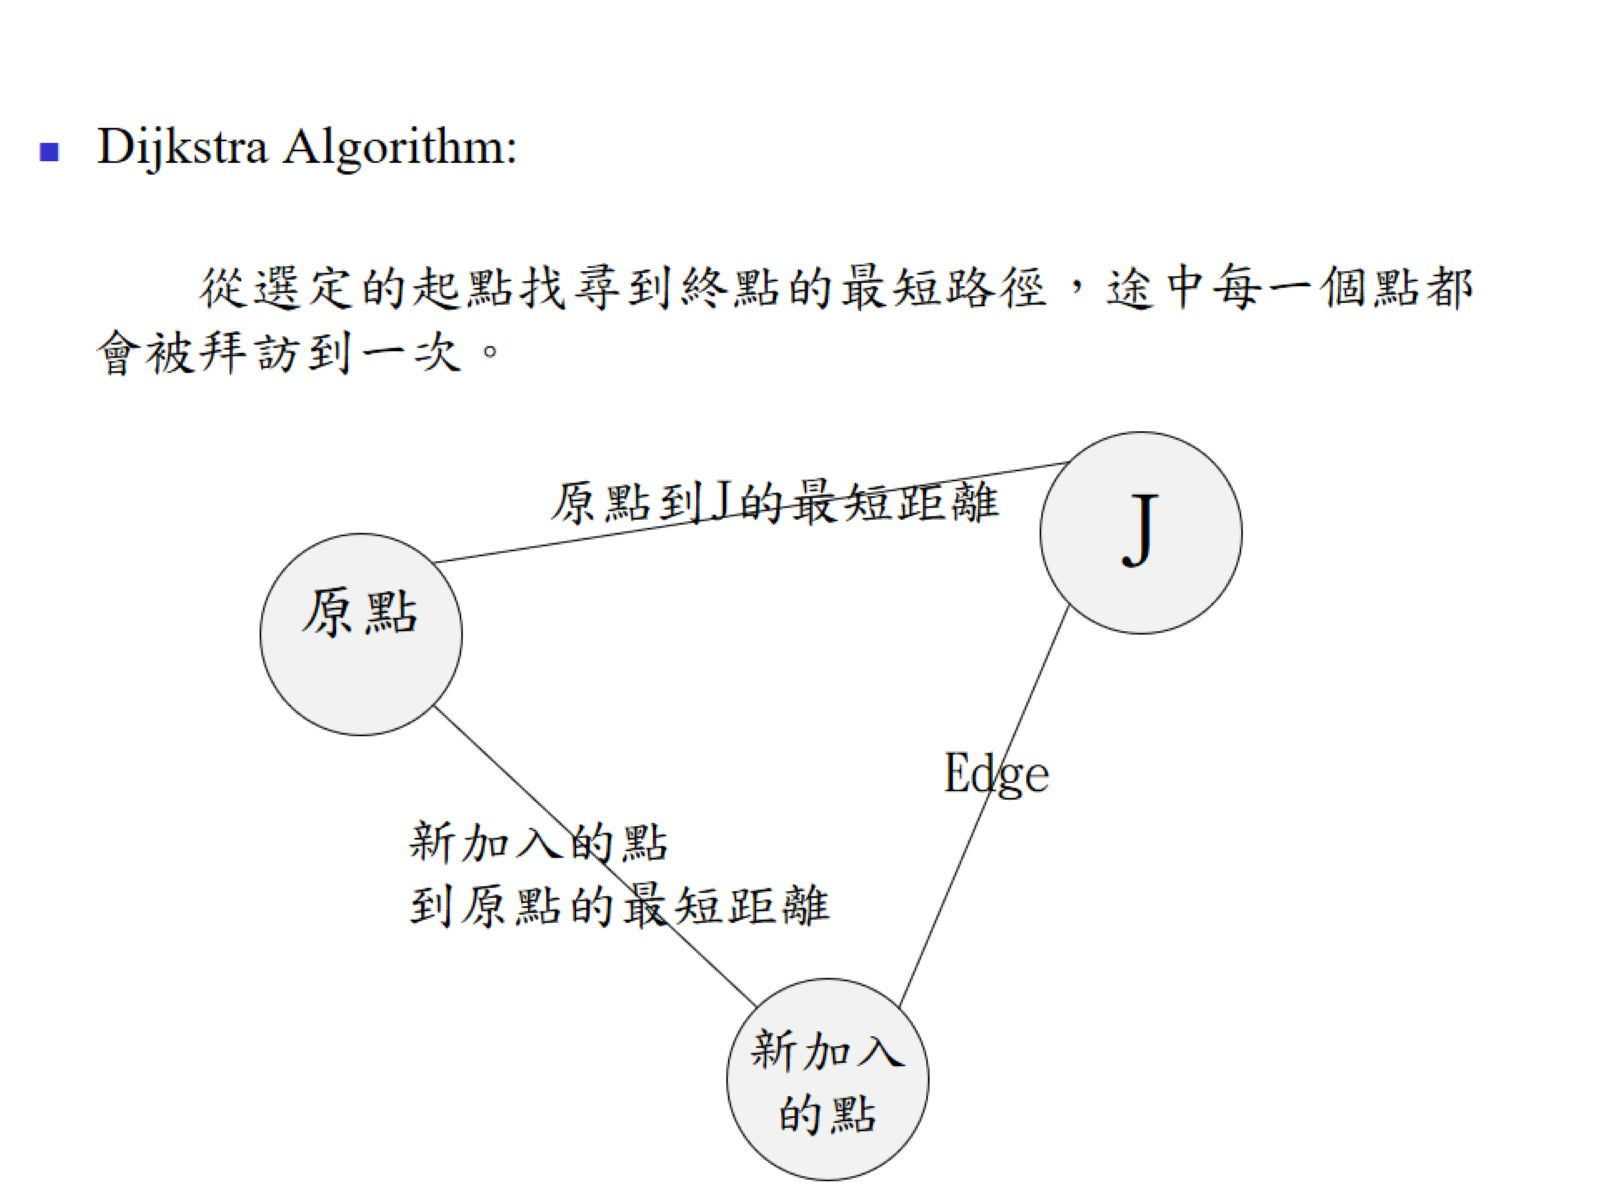 Dijkstra Algorithm:
從選定的起點找尋到終點的最短路徑，途中每一個點都
會被拜訪到一次。
原點到J的最短距離
J
原點
Edge
新加入的點
到原點的最短距離
新加入
的點